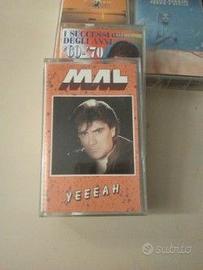 I SUCCESSI
DEGLI ANNI
'60-'70
MAL
YEEEAH
subito